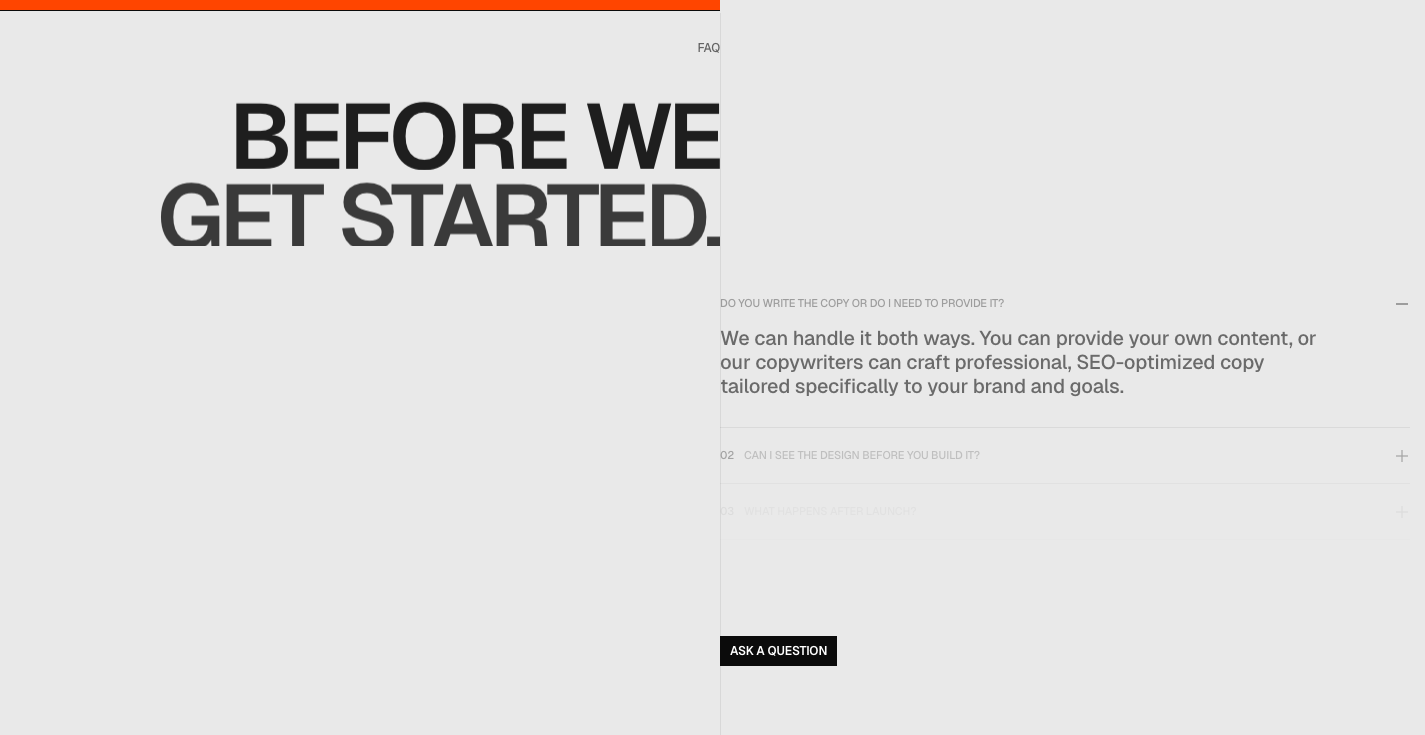 FAQ
BEFORE WE
GET STARTED.
DO YOU WRITE THE COPY OR DO I NEED TO PROVIDE IT?
We can handle it both ways. You can provide your own content, or
our copywriters can craft professional, SEO-optimized copy
tailored specifically to your brand and goals.
02 CAN I SEE THE DESIGN BEFORE YOU BUILD IT?
03 WHAT HAPPENS AFTER LAUNCH?
ASK A QUESTION